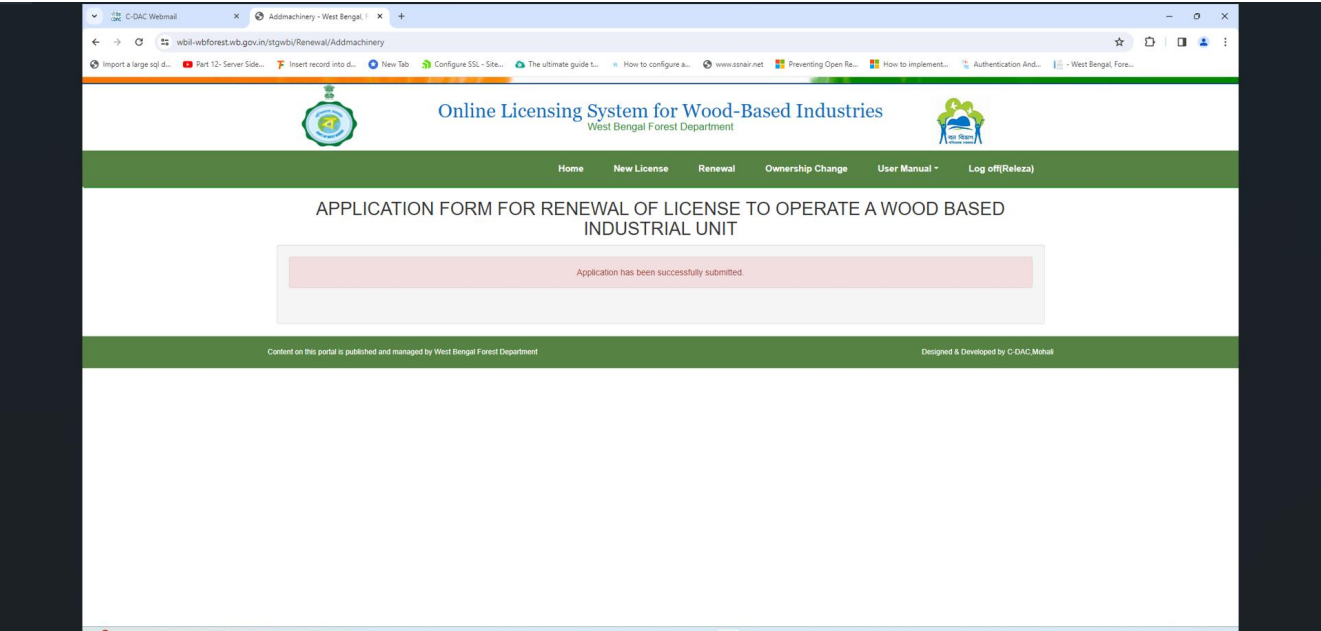 C-DAC Webmail
Addmachinery - West Bengal, F
wbil-wbforest.wb.gov.in/stgwbi/Renewal/Addmachinery
Import a large sql d... Part 12- Server Side... Insert record into d... New Tab Configure SSL - Site... The ultimate guide t... How to configure a... www.ssnair.net Preventing Open Re... How to implement... Authentication And... - West Bengal, Fore...
Online Licensing System for Wood-Based Industries
West Bengal Forest Department
বন বিভাগ
Home New License Renewal Ownership Change User Manual Log off(Releza)
APPLICATION FORM FOR RENEWAL OF LICENSE TO OPERATE A WOOD BASED
INDUSTRIAL UNIT
Application has been successfully submitted.
Content on this portal is published and managed by West Bengal Forest Department Designed & Developed by C-DAC,Mohali